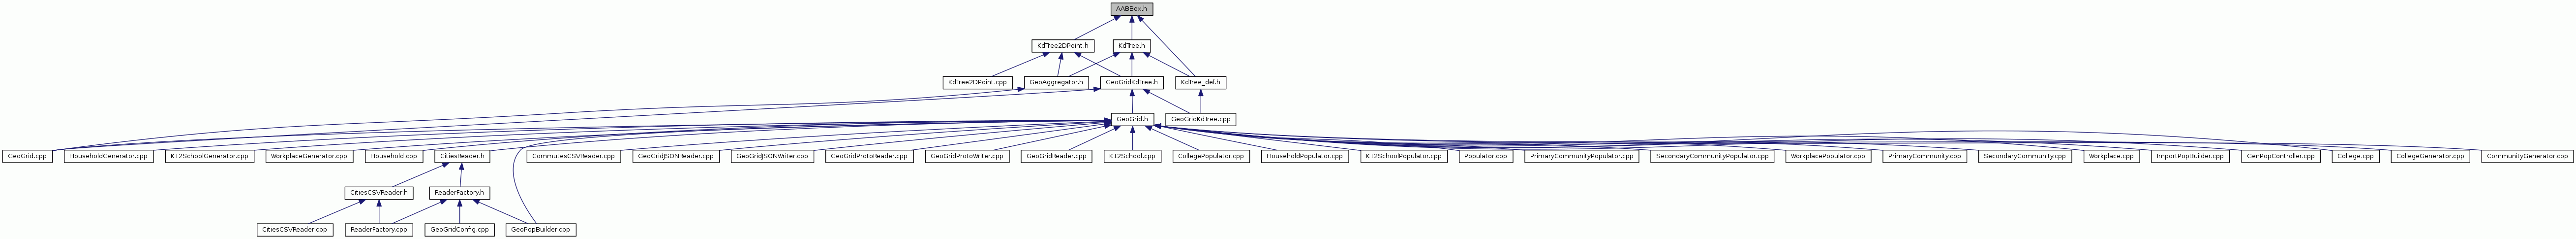 AABBox.h
KdTree2DPoint.h
KdTree.h
KdTree2DPoint.cpp
GeoAggregator.h
GeoGridKdTree.h
KdTree_def.h
GeoGrid.h
GeoGridKdTree.cpp
GeoGrid.cpp
HouseholdGenerator.cpp
K12SchoolGenerator.cpp
WorkplaceGenerator.cpp
Household.cpp
CitiesReader.h
CommutesCSVReader.cpp
GeoGridJSONReader.cpp
GeoGridJSONWriter.cpp
GeoGridProtoReader.cpp
GeoGridProtoWriter.cpp
GeoGridReader.cpp
K12School.cpp
CollegePopulator.cpp
HouseholdPopulator.cpp
K12SchoolPopulator.cpp
Populator.cpp
PrimaryCommunityPopulator.cpp
SecondaryCommunityPopulator.cpp
WorkplacePopulator.cpp
PrimaryCommunity.cpp
SecondaryCommunity.cpp
Workplace.cpp
ImportPopBuilder.cpp
GenPopController.cpp
College.cpp
CollegeGenerator.cpp
CommunityGenerator.cpp
CitiesCSVReader.h
ReaderFactory.h
CitiesCSVReader.cpp
ReaderFactory.cpp
GeoGridConfig.cpp
GeoPopBuilder.cpp